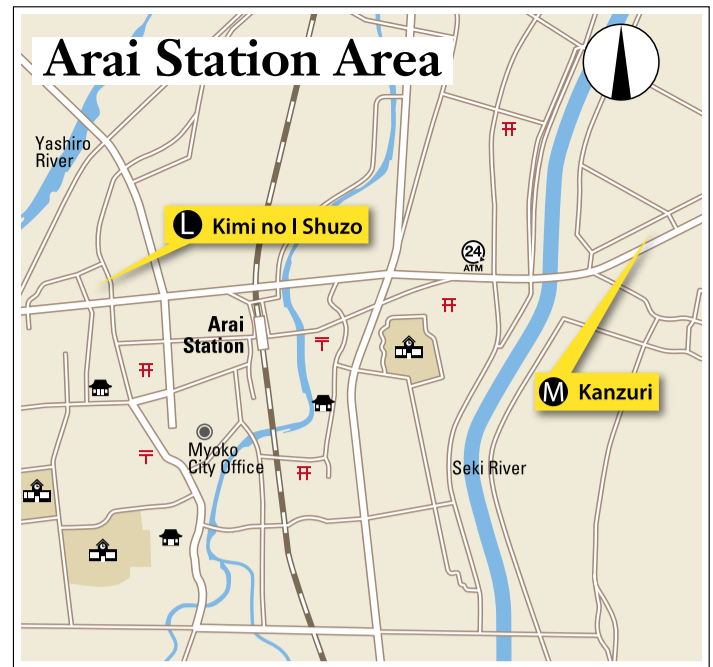 Arai Station Area
Yashiro
River
L Kimi no I Shuzo
24
ATM
Arai
Station
M Kanzuri
Myoko
City Office
Seki River